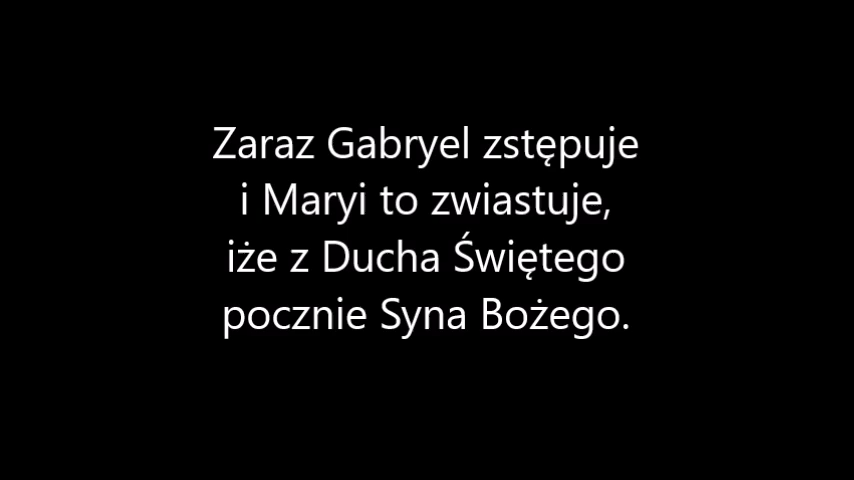 Zaraz Gabryel zstępuje
i Maryi to zwiastuje,
iże z Ducha Świętego
pocznie Syna Bożego.